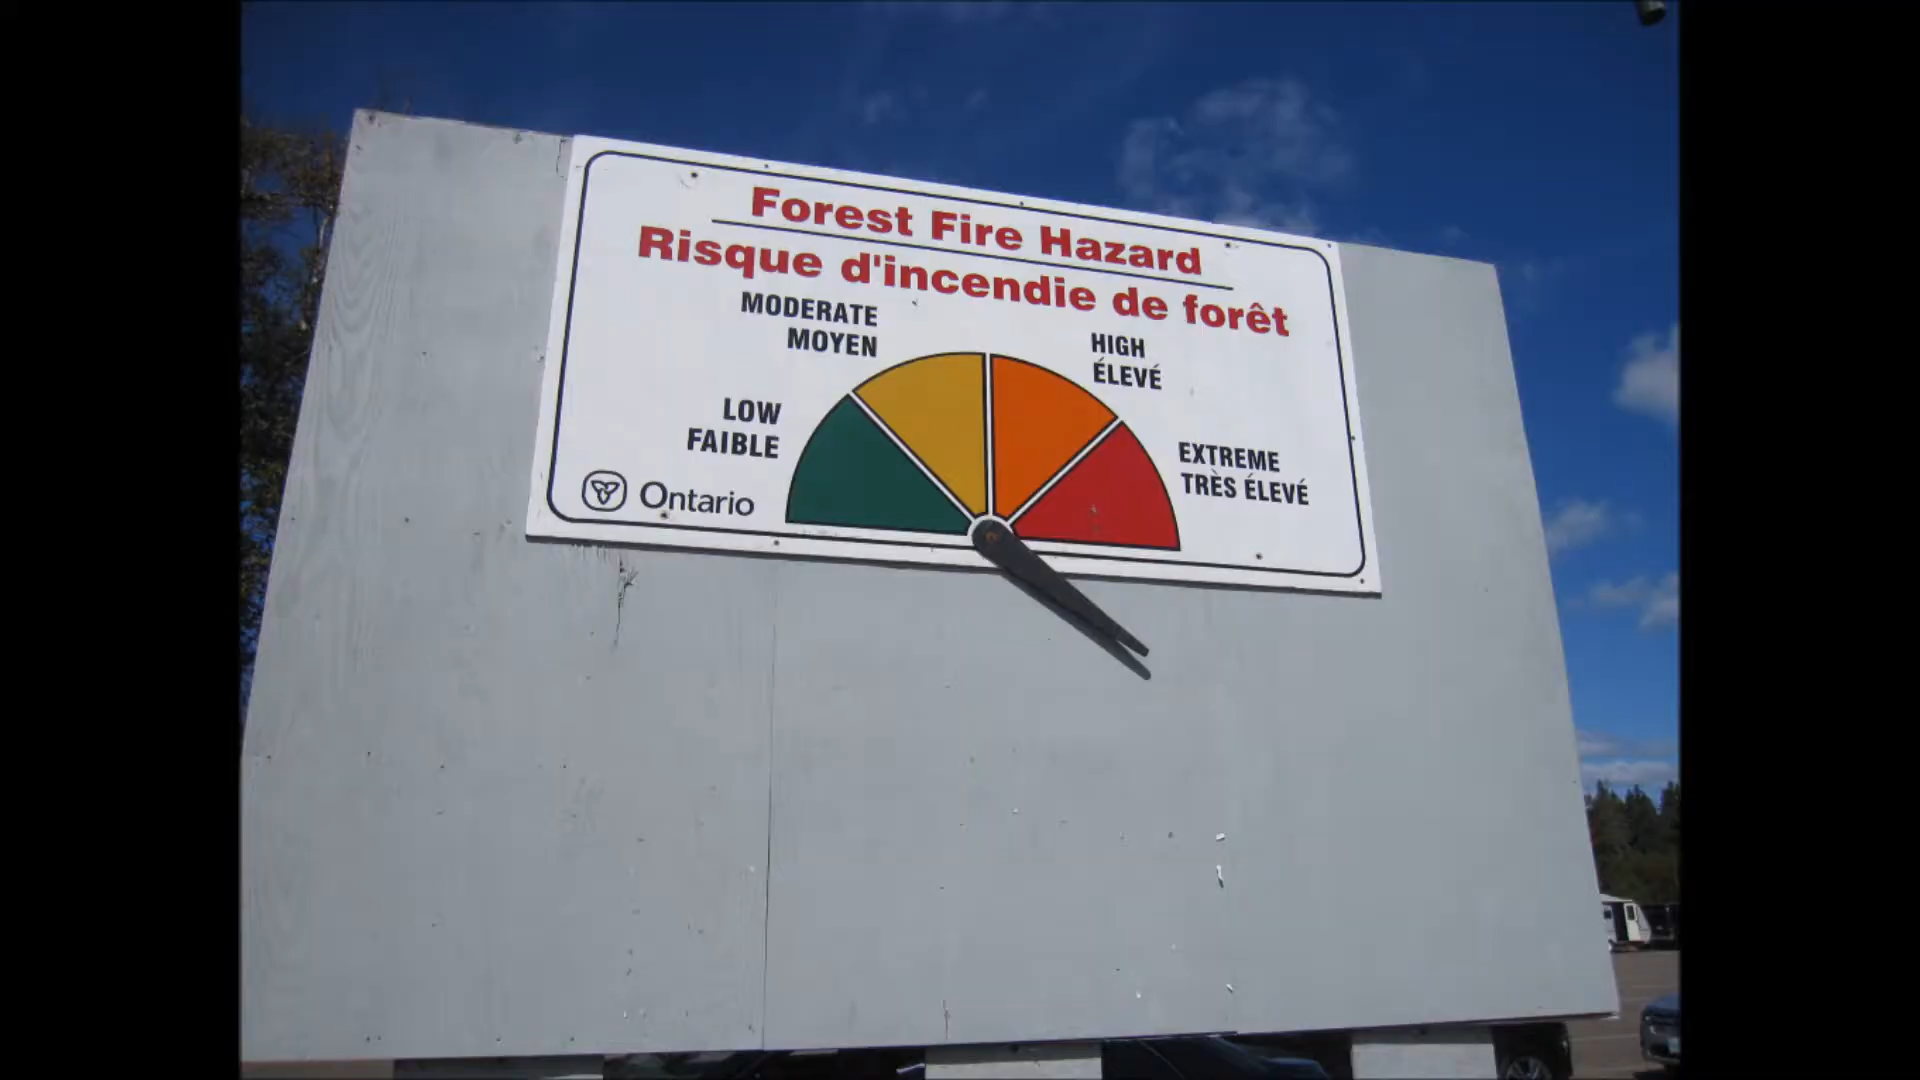 Forest Fire Hazard
Risque d'incendie de forêt
MODERATE
MOYEN
HIGH
ÉLEVÉ
LOW
FAIBLE
EXTREME
TRÈS ÉLEVÉ
Ontario